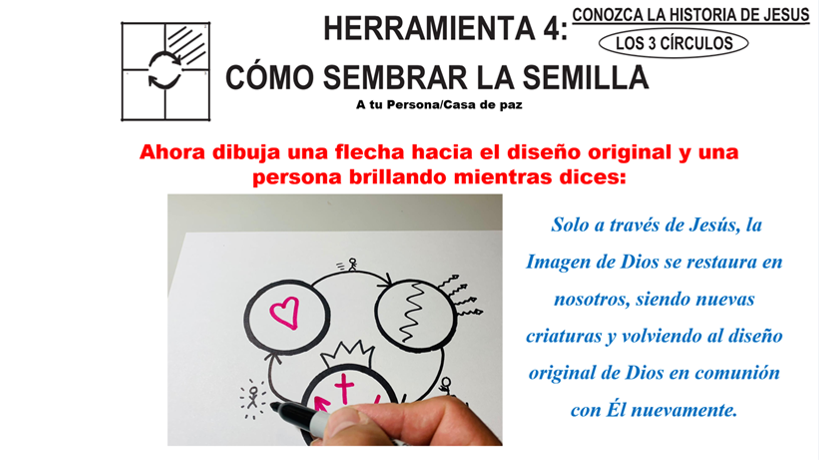 HERRAMIENTA 4:
CONOZCA LA HISTORIA DE JESUS
LOS 3 CÍRCULOS
CÓMO SEMBRAR LA SEMILLA
A tu Persona/Casa de paz
Ahora dibuja una flecha hacia el diseño original y una
persona brillando mientras dices:
Solo a través de Jesús, la
Imagen de Dios se restaura en
nosotros, siendo nuevas
criaturas y volviendo al diseño
original de Dios en comunión
con Él nuevamente.